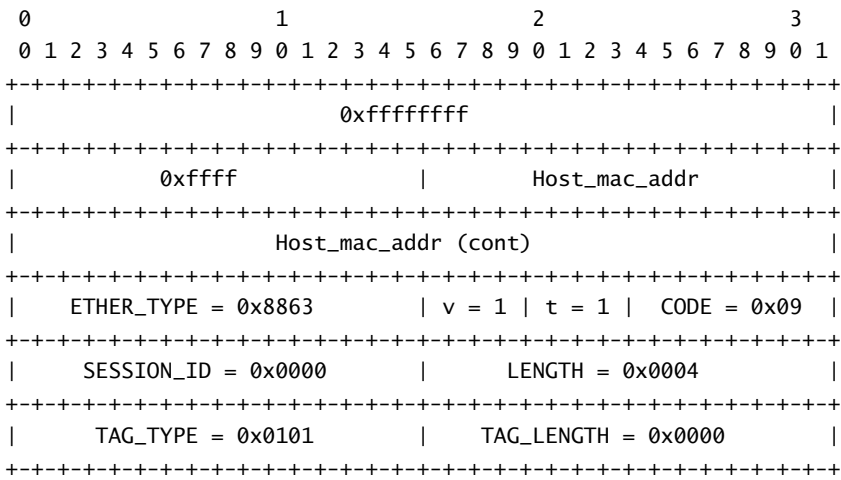 0                   1                   2                   3
 0 1 2 3 4 5 6 7 8 9 0 1 2 3 4 5 6 7 8 9 0 1 2 3 4 5 6 7 8 9 0 1
+-+-+-+-+-+-+-+-+-+-+-+-+-+-+-+-+-+-+-+-+-+-+-+-+-+-+-+-+-+-+-+-+
|                         0xffffffff                            |
+-+-+-+-+-+-+-+-+-+-+-+-+-+-+-+-+-+-+-+-+-+-+-+-+-+-+-+-+-+-+-+-+
|           0xffff              |        Host_mac_addr          |
+-+-+-+-+-+-+-+-+-+-+-+-+-+-+-+-+-+-+-+-+-+-+-+-+-+-+-+-+-+-+-+-+
|                    Host_mac_addr (cont)                       |
+-+-+-+-+-+-+-+-+-+-+-+-+-+-+-+-+-+-+-+-+-+-+-+-+-+-+-+-+-+-+-+-+
|    ETHER_TYPE = 0x8863        | v = 1 | t = 1 |  CODE = 0x09  |
+-+-+-+-+-+-+-+-+-+-+-+-+-+-+-+-+-+-+-+-+-+-+-+-+-+-+-+-+-+-+-+-+
|     SESSION_ID = 0x0000       |      LENGTH = 0x0004          |
+-+-+-+-+-+-+-+-+-+-+-+-+-+-+-+-+-+-+-+-+-+-+-+-+-+-+-+-+-+-+-+-+
|      TAG_TYPE = 0x0101        |    TAG_LENGTH = 0x0000        |
+-+-+-+-+-+-+-+-+-+-+-+-+-+-+-+-+-+-+-+-+-+-+-+-+-+-+-+-+-+-+-+-+